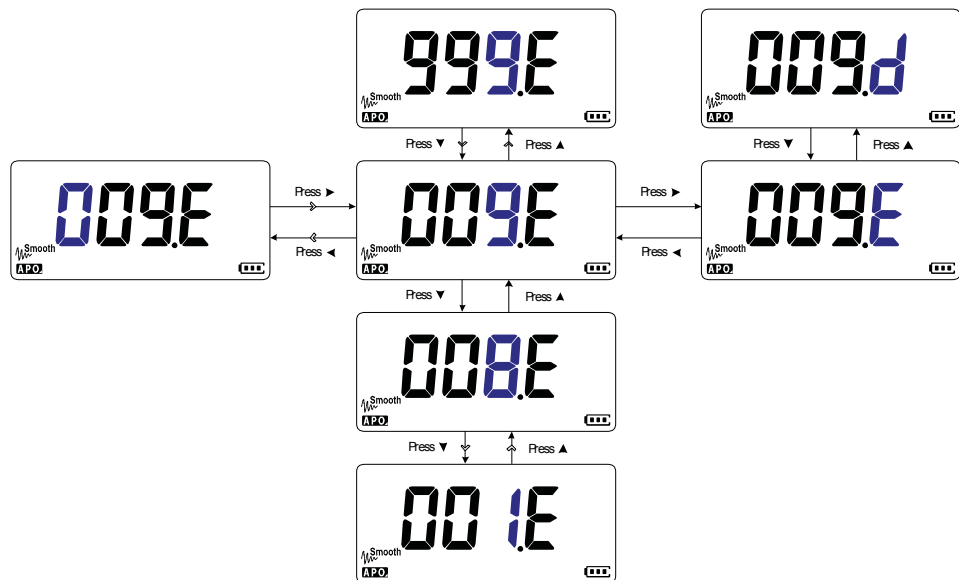 999.E
Smooth
APO
009.d
Smooth
APO
Press ▼
Press ▲
Press ▼
Press ▲
009.E
Smooth
APO
Press ►
Press ◄
009.E
Smooth
APO
Press ►
Press ◄
009.E
Smooth
APO
Press ▼
Press ▲
008.E
Smooth
APO
Press ▼
Press ▲
001.E
Smooth
APO